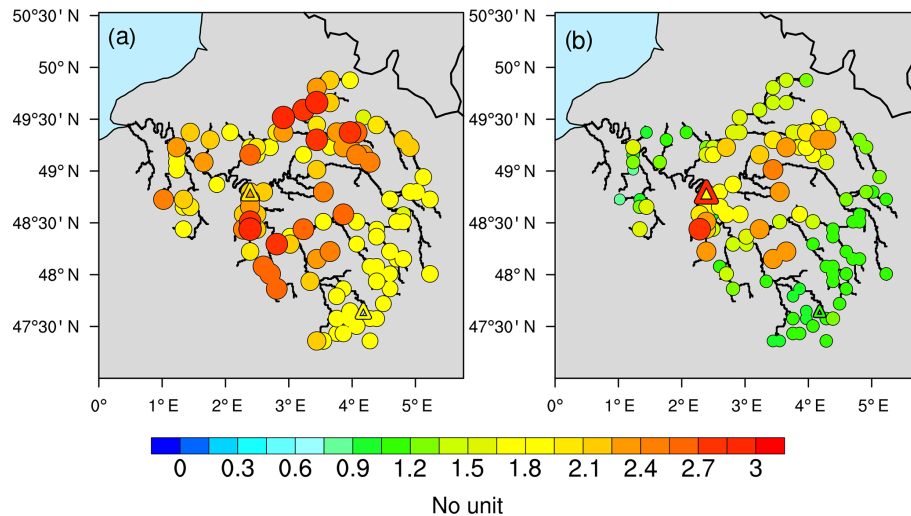 (a)
(b)
50°30' N
50° N
49°30' N
49° N
48°30' N
48° N
47°30' N
0° 1° E 2° E 3° E 4° E 5° E
50°30' N
50° N
49°30' N
49° N
48°30' N
48° N
47°30' N
0° 1° E 2° E 3° E 4° E 5° E
0 0.3 0.6 0.9 1.2 1.5 1.8 2.1 2.4 2.7 3
No unit